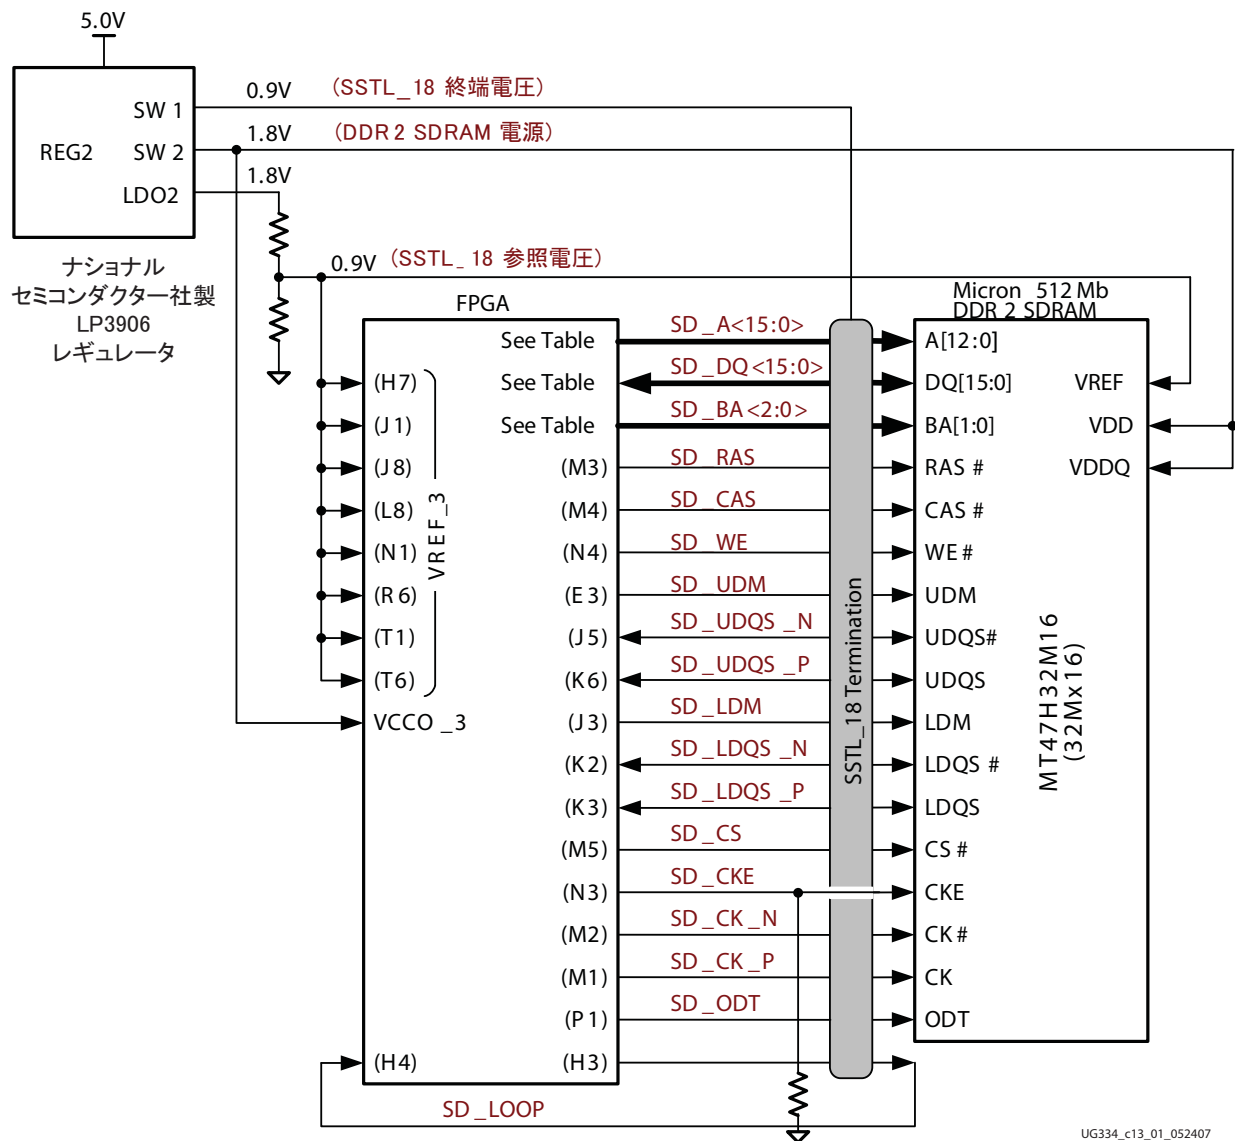 5.0V
REG2
SW 1
SW 2
LDO2
0.9V (SSTL_18 終端電圧)
1.8V (DDR2 SDRAM 電源)
1.8V
0.9V (SSTL_18 参照電圧)
ナショナル
セミコンダクター社製
LP3906
レギュレータ
FPGA
(H7)
(J1)
(J8)
(L8)
(N1)
(R6)
(T1)
(T6)
VREF_3
VCCO_3
(H4)
See Table
See Table
See Table
(M3)
(M4)
(N4)
(E3)
(J5)
(K6)
(J3)
(K2)
(K3)
(M5)
(N3)
(M2)
(M1)
(P1)
(H3)
SD_A<15:0>
SD_DQ<15:0>
SD_BA<2:0>
SD_RAS
SD_CAS
SD_WE
SD_UDM
SD_UDQS_N
SD_UDQS_P
SD_LDM
SD_LDQS_N
SD_LDQS_P
SD_CS
SD_CKE
SD_CK_N
SD_CK_P
SD_ODT
SD_LOOP
SSTL_18 Termination
Micron 512 Mb
DDR 2 SDRAM
A[12:0]
DQ[15:0]
BA[1:0]
RAS #
CAS #
WE#
UDM
UDQS#
UDQS
LDM
LDQS #
LDQS
CS #
CKE
CK#
CK
ODT
VREF
VDD
VDDQ
MT47H32M16
(32Mx16)
UG334_c13_01_052407